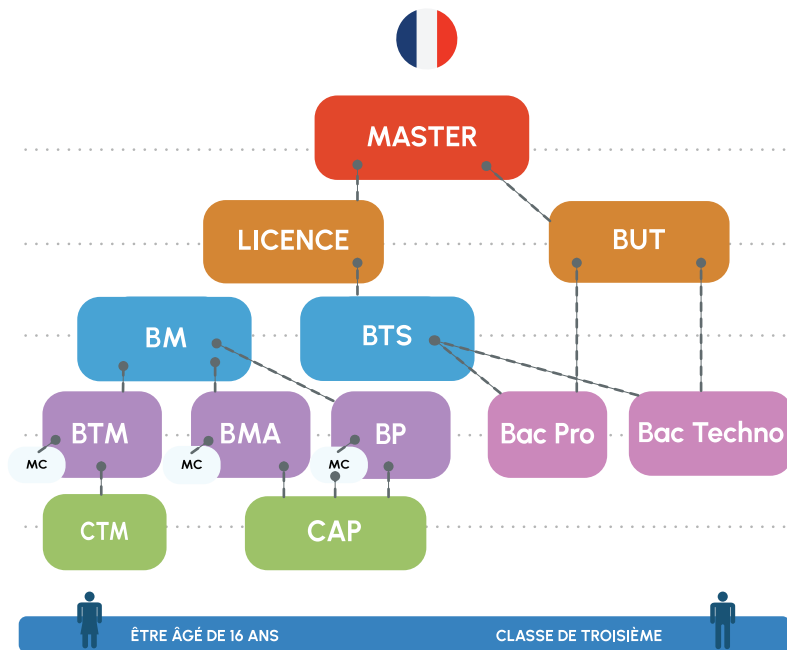 MASTER
LICENCE
BUT
BM
BTS
BTM
BMA
BP
Bac Pro
Bac Techno
MC
MC
MC
CTM
CAP
ÊTRE ÂGÉ DE 16 ANS
CLASSE DE TROISIÈME